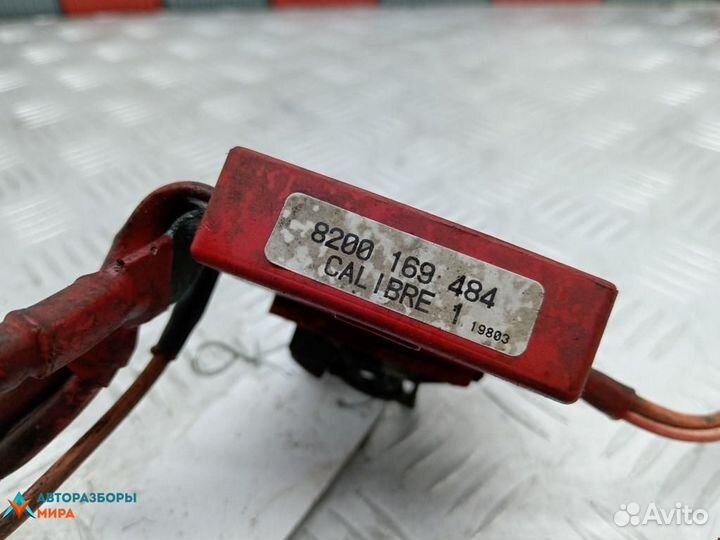 8200 169 484
CALIBRE 1 19803
АВТОРАЗБОРЫ
МИРА
Avito